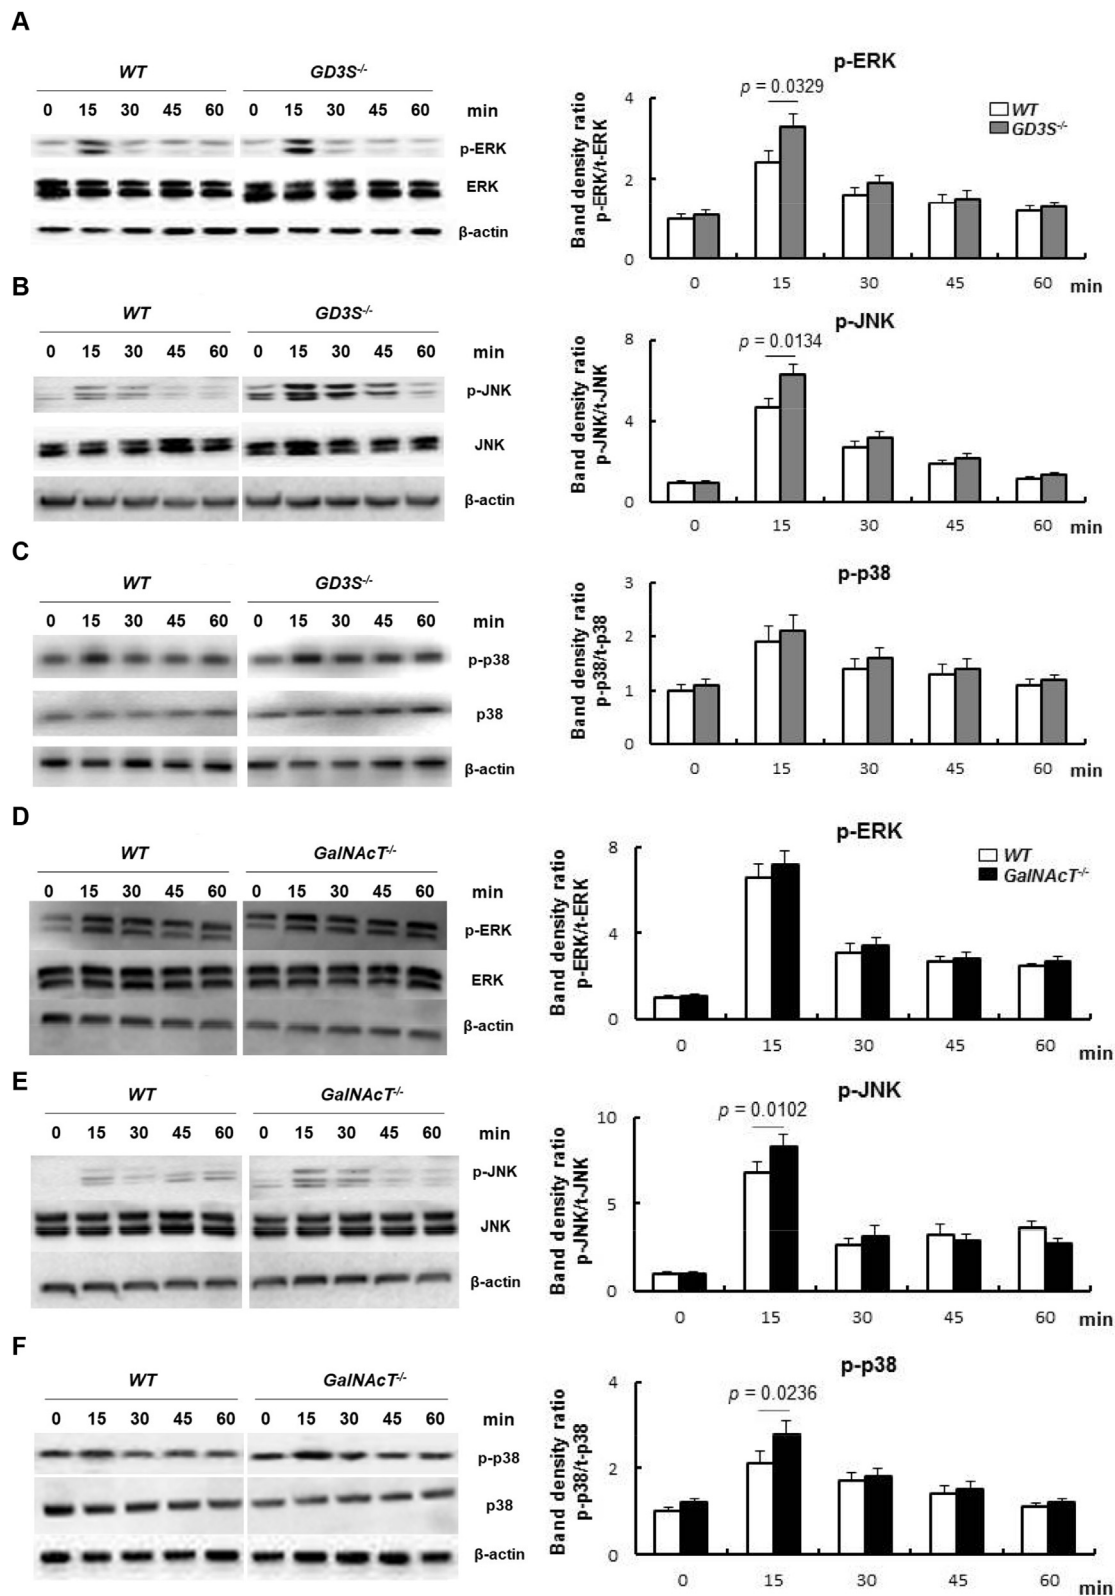 A
WT GD3S-/-
0 15 30 45 60 0 15 30 45 60 min
p-ERK
ERK
β-actin
p-ERK
p = 0.0329
WT
GD3S-/-
Band density ratio
p-ERK/t-ERK
4
2
0
0 15 30 45 60 min
B
WT GD3S-/-
0 15 30 45 60 0 15 30 45 60 min
p-JNK
JNK
β-actin
p-JNK
p = 0.0134
Band density ratio
p-JNK/t-JNK
8
4
0
0 15 30 45 60 min
C
WT GD3S-/-
0 15 30 45 60 0 15 30 45 60 min
p-p38
p38
β-actin
p-p38
Band density ratio
p-p38/t-p38
3
2
1
0
0 15 30 45 60 min
D
WT GalNAcT-/-
0 15 30 45 60 0 15 30 45 60 min
p-ERK
ERK
β-actin
p-ERK
WT
GalNAcT-/-
Band density ratio
p-ERK/t-ERK
8
4
0
0 15 30 45 60 min
E
WT GalNAcT-/-
0 15 30 45 60 0 15 30 45 60 min
p-JNK
JNK
β-actin
p-JNK
p = 0.0102
Band density ratio
p-JNK/t-JNK
10
5
0
0 15 30 45 60 min
F
WT GalNAcT-/-
0 15 30 45 60 0 15 30 45 60 min
p-p38
p38
β-actin
p-p38
p = 0.0236
Band density ratio
p-p38/t-p38
4
2
0
0 15 30 45 60 min